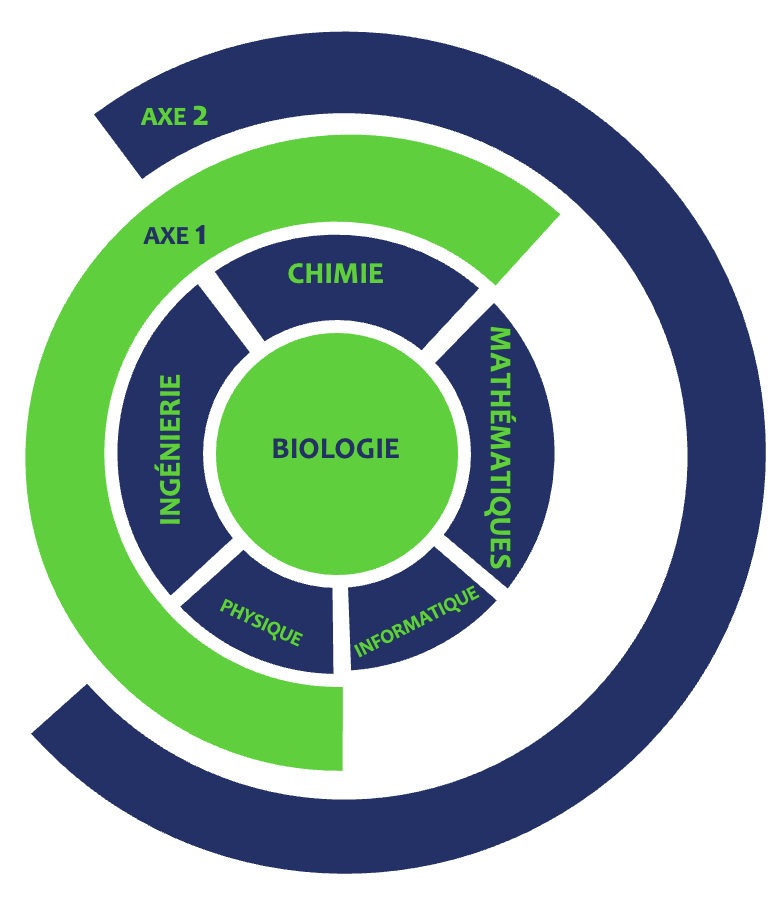 AXE 2
AXE 1
CHIMIE
MATHÉMATIQUES
INGÉNIERIE
BIOLOGIE
PHYSIQUE
INFORMATIQUE